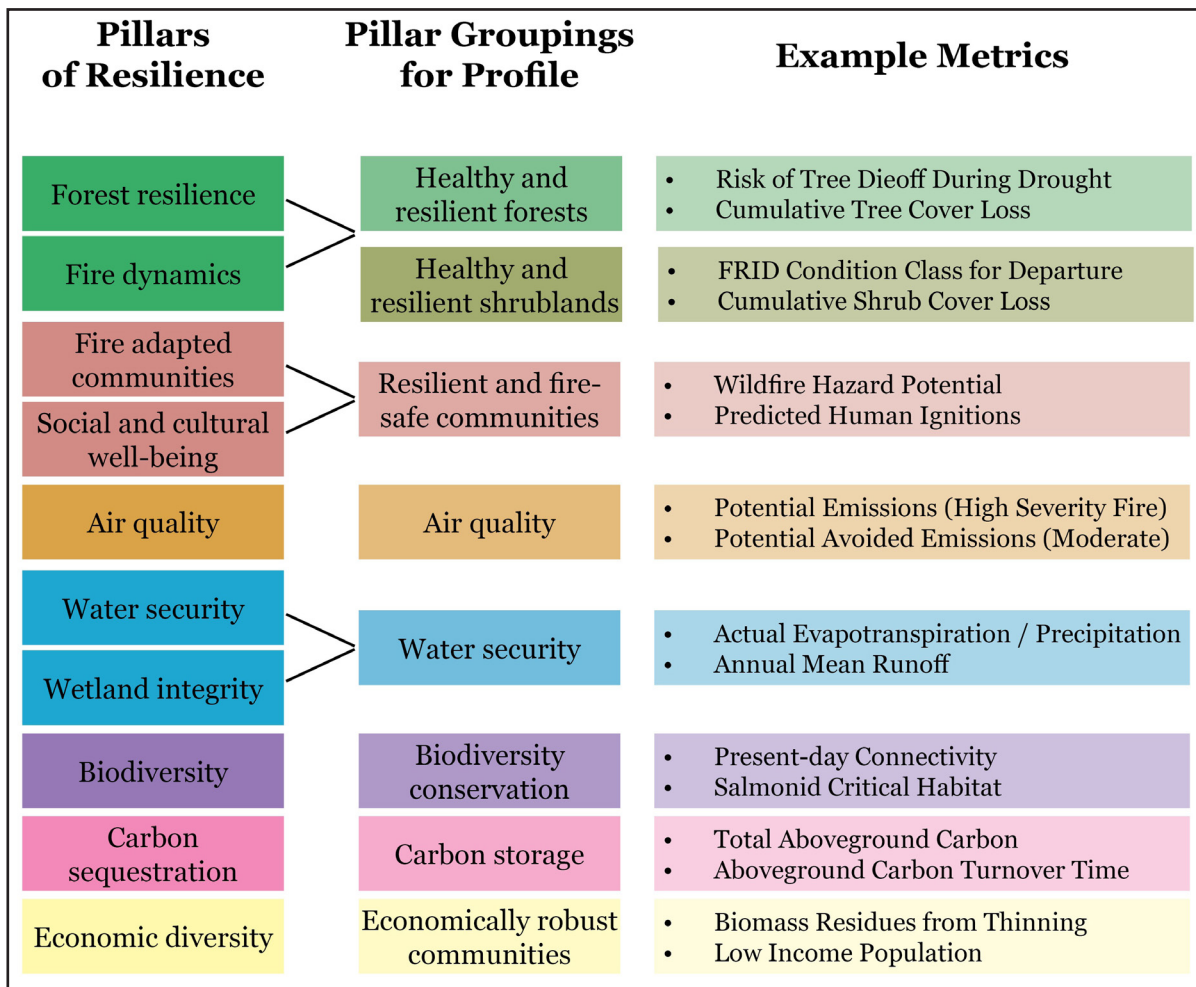 Pillars
of Resilience
Pillar Groupings
for Profile
Example Metrics
Forest resilience
Fire dynamics
Healthy and
resilient forests
• Risk of Tree Dieoff During Drought
• Cumulative Tree Cover Loss
Healthy and
resilient shrublands
• FRID Condition Class for Departure
• Cumulative Shrub Cover Loss
Fire adapted
communities
Social and cultural
well-being
Resilient and fire-
safe communities
• Wildfire Hazard Potential
• Predicted Human Ignitions
Air quality
Air quality
• Potential Emissions (High Severity Fire)
• Potential Avoided Emissions (Moderate)
Water security
Wetland integrity
Water security
• Actual Evapotranspiration / Precipitation
• Annual Mean Runoff
Biodiversity
Biodiversity
conservation
• Present-day Connectivity
• Salmonid Critical Habitat
Carbon
sequestration
Carbon storage
• Total Aboveground Carbon
• Aboveground Carbon Turnover Time
Economic diversity
Economically robust
communities
• Biomass Residues from Thinning
• Low Income Population